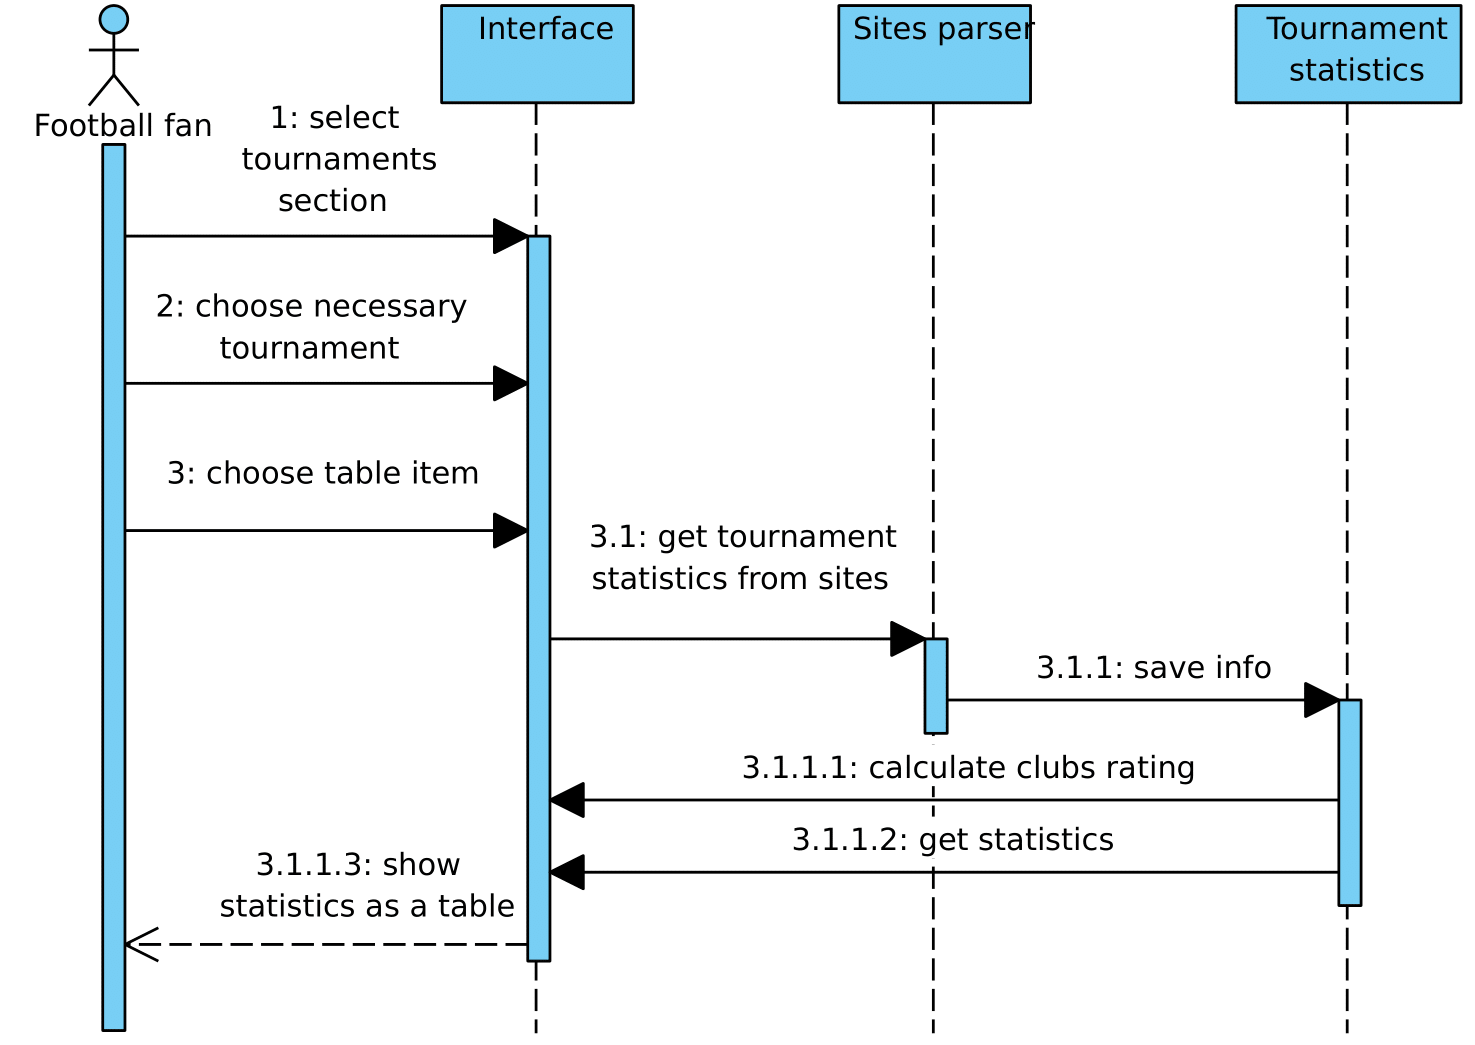 Football fan
Interface
Sites parser
Tournament
statistics
1: select
tournaments
section
2: choose necessary
tournament
3: choose table item
3.1: get tournament
statistics from sites
3.1.1: save info
3.1.1.1: calculate clubs rating
3.1.1.2: get statistics
3.1.1.3: show
statistics as a table